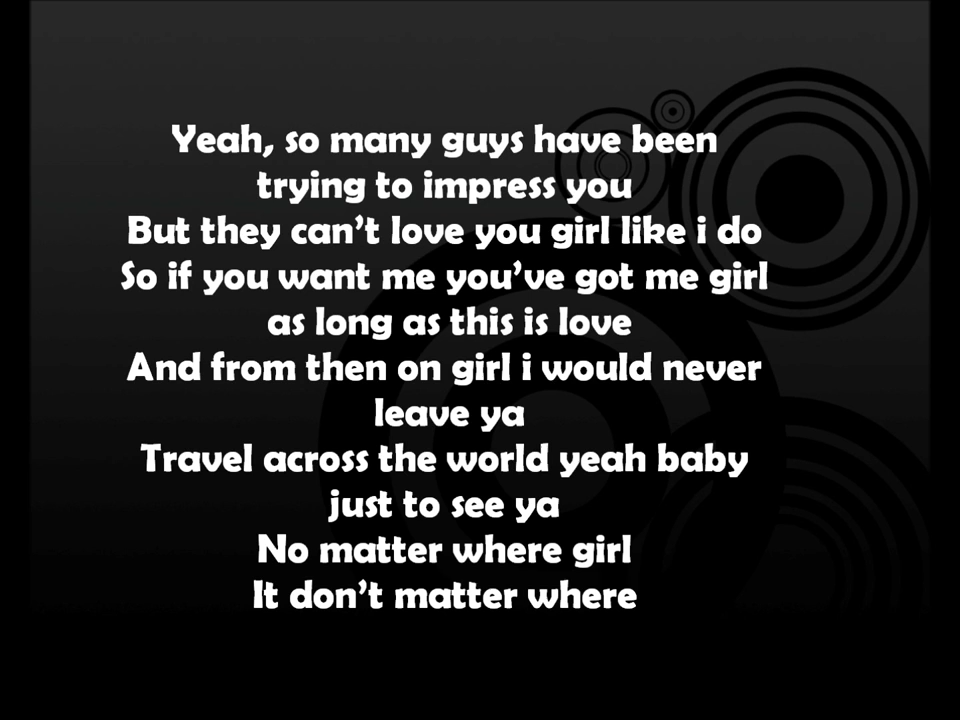 Yeah, so many guys have been
trying to impress you
But they can't love you girl like i do
So if you want me you've got me girl
as long as this is love
And from then on girl i would never
leave ya
Travel across the world yeah baby
just to see ya
No matter where girl
It don't matter where